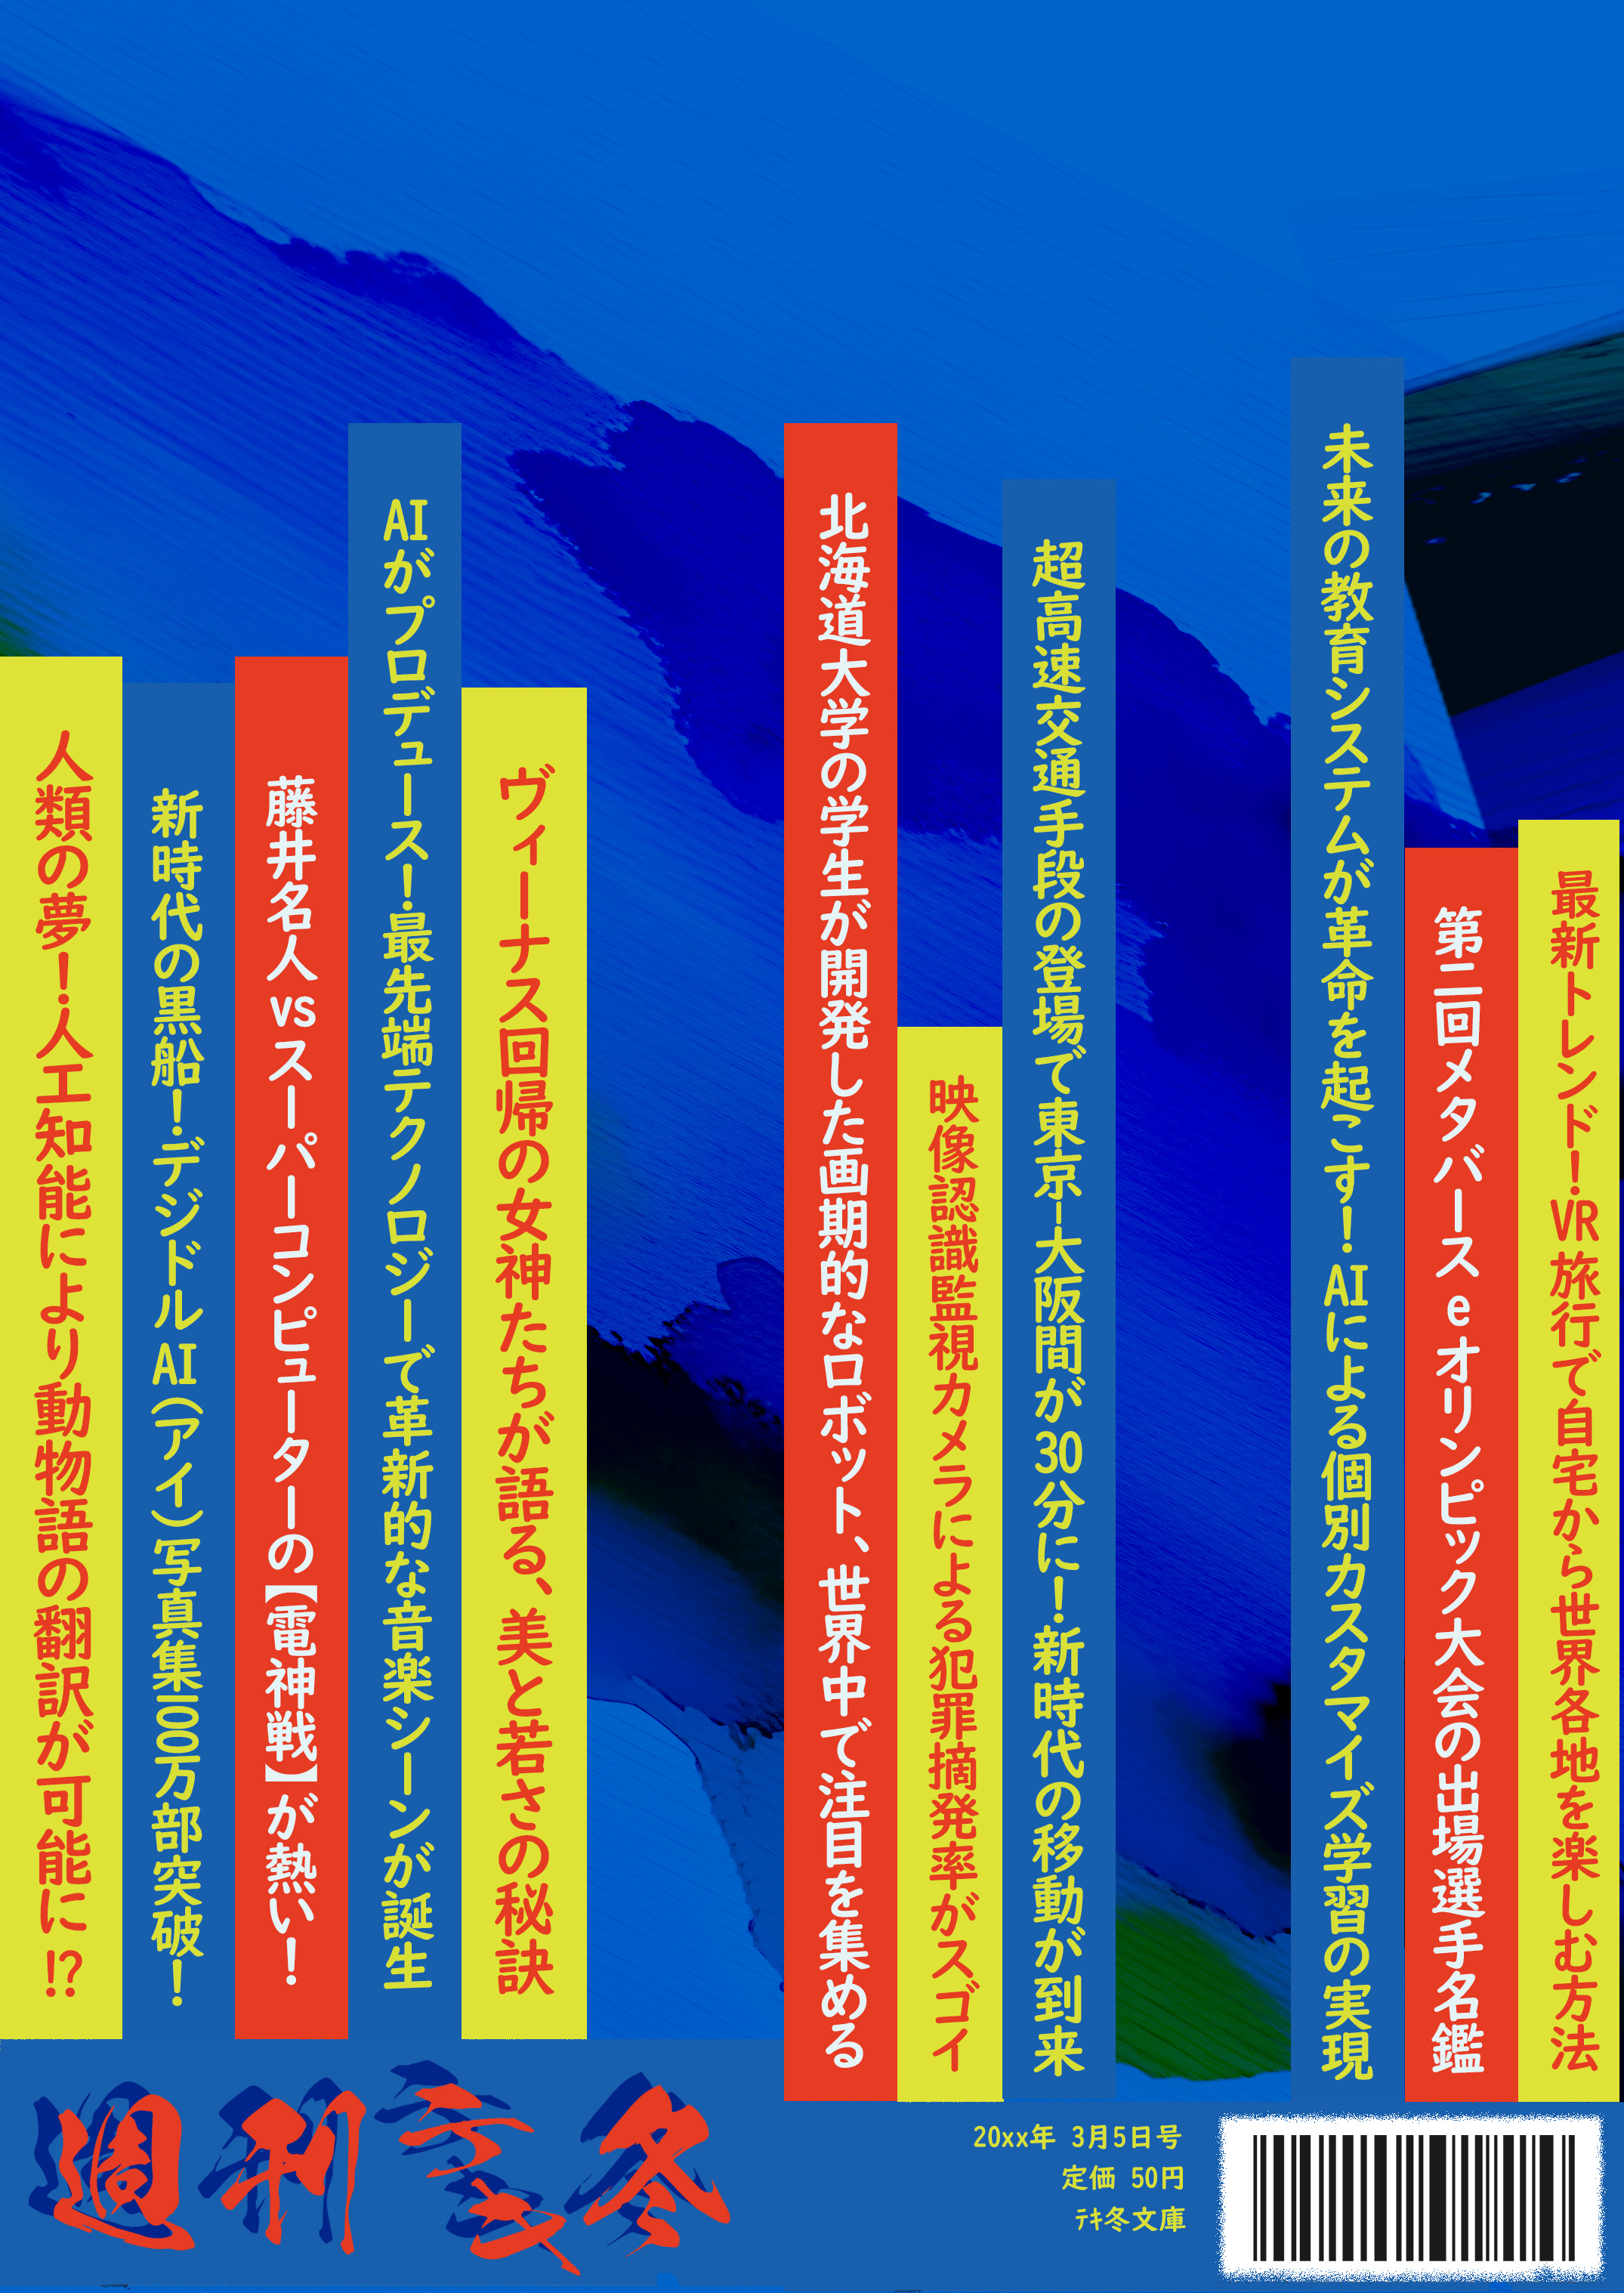 最新トレンド！VR旅行で自宅から世界各地を楽しむ方法
第二回メタバースeオリンピック大会の出場選手名鑑
未来の教育システムが革命を起こす！AIによる個別カスタマイズ学習の実現
超高速交通手段の登場で東京ー大阪間が30分に！新時代の移動が到来
映像認識監視カメラによる犯罪摘発率がスゴイ
北海道大学の学生が開発した画期的なロボット、世界中で注目を集める
ヴィーナス回帰の女神たちが語る、美と若さの秘訣
AIがプロデュース！最先端テクノロジーで革新的な音楽シーンが誕生
藤井名人vsスーパーコンピューターの【電神戦】が熱い！
新時代の黒船！デジドルAI（アイ）写真集100万部突破！
人類の夢！人工知能により動物物語の翻訳が可能に!?
週刊テキ冬
20xx年 3月5日号
定価 50円
ﾃｷ冬文庫